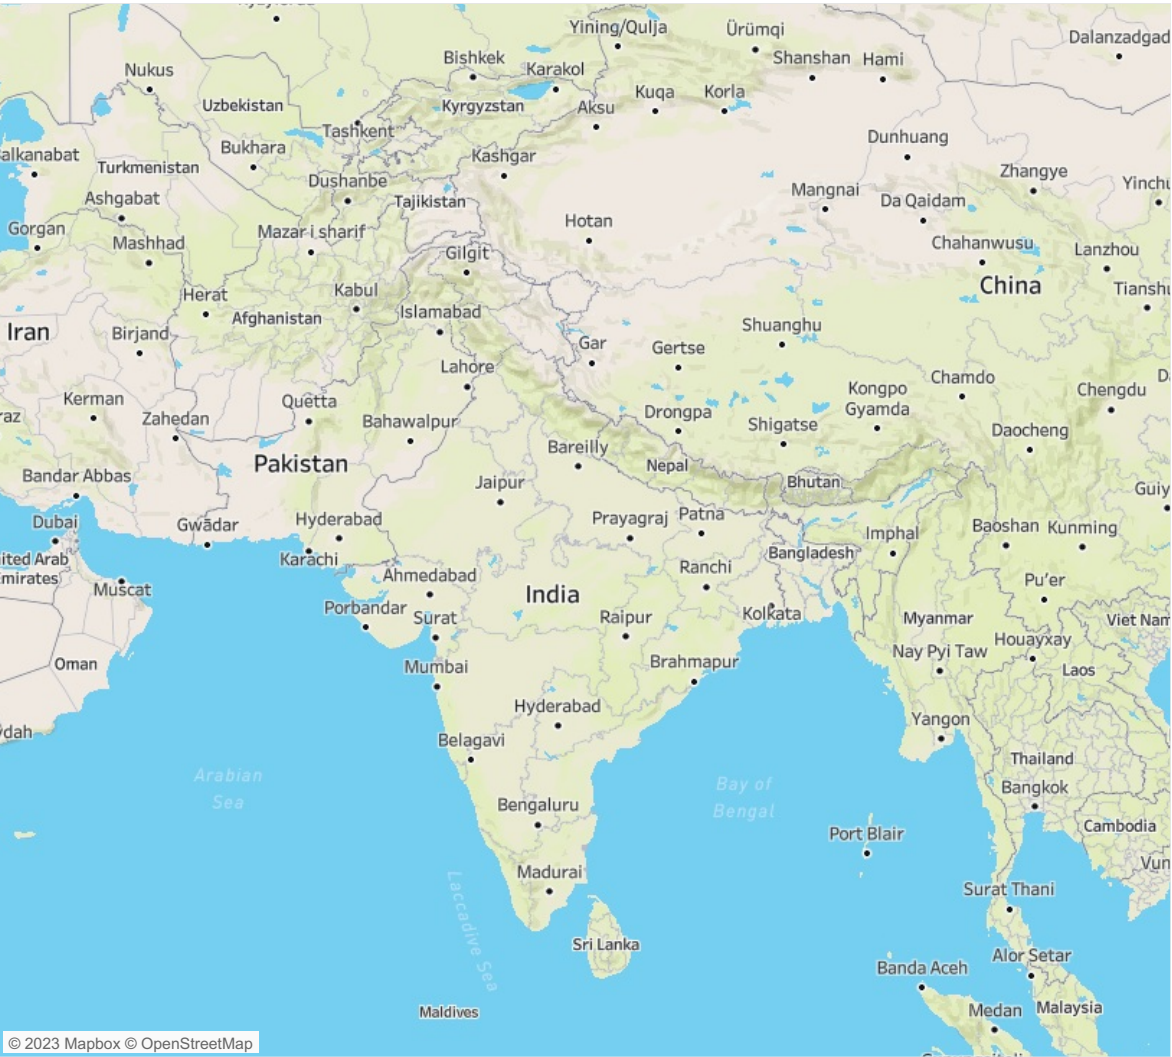 Yining/Qulja
Ürümqi
Dalanzadgad
Bishkek
Shanshan
Hami
Nukus
Karakol
Kuqa
Korla
Uzbekistan
Kyrgyzstan
Aksu
Tashkent
Dunhuang
Bukhara
Kashgar
alkanabat
Turkmenistan
Zhangye
Dushanbe
Yinchu
Mangnai
Ashgabat
Tajikistan
Da Qaidam
Hotan
Gorgan
Mazar i sharif
Mashhad
Chahanwusu
Lanzhou
Gilgit
China
Kabul
Tianshu
Herat
Islamabad
Afghanistan
Shuanghu
Iran
Birjand
Gar
Gertse
Lahore
Chamdo
Kongpo
Gyamda
Chengdu
D
Kerman
Quetta
raz
Zahedan
Bahawalpur
Drongpa
Shigatse
Daocheng
Bareilly
Pakistan
Nepal
Bandar Abbas
Jaipur
Bhutan
Guiy
Dubai
Gwādar
Hyderabad
Prayagraj
Patna
Imphal
Baoshan
Kunming
ited Arab
Emirates
Karachi
Bangladesh
Muscat
Ahmedabad
Ranchi
Pu'er
India
Porbandar
Surat
Raipur
Kolkata
Myanmar
Viet Nam
Houayxay
Oman
Mumbai
Brahmapur
Nay Pyi Taw
Laos
Hyderabad
ydah
Belagavi
Yangon
Arabian
Sea
Thailand
Bay of
Bengal
Bangkok
Bengaluru
Cambodia
Port Blair
Vun
Madurai
Laccadive Sea
Surat Thani
Sri Lanka
Alor Setar
Banda Aceh
Maldives
Medan
Malaysia
© 2023 Mapbox © OpenStreetMap